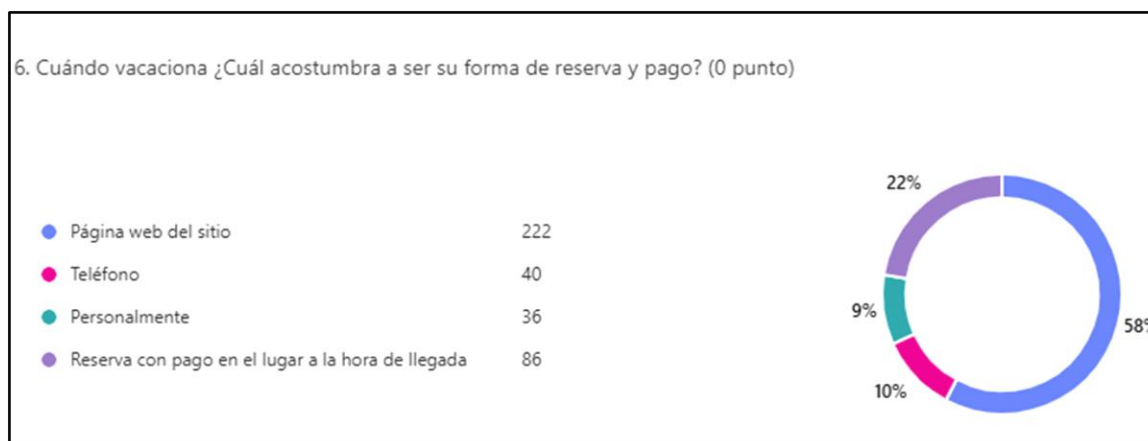 6. Cuándo vacaciona ¿Cuál acostumbra a ser su forma de reserva y pago? (0 punto)
Página web del sitio 222
Teléfono 40
Personalmente 36
Reserva con pago en el lugar a la hora de llegada 86
22%
9%
58%
10%